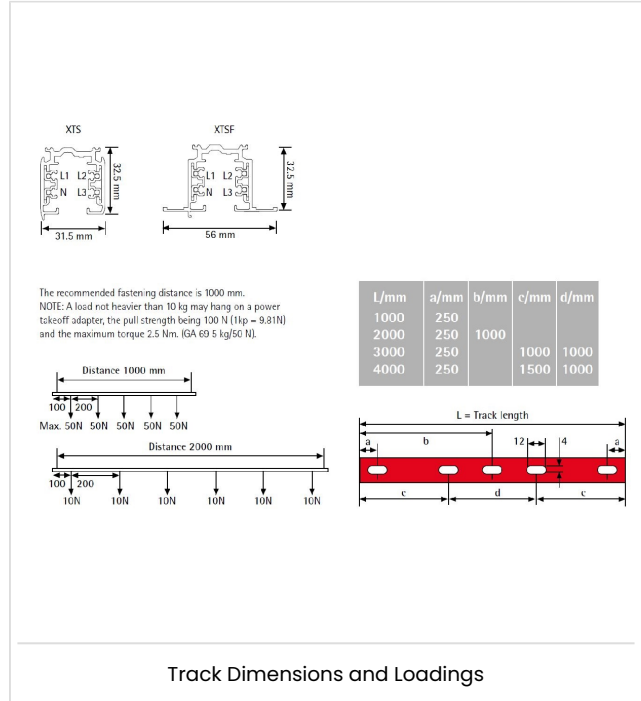 XTS
XTSF
L1 L2
N L3
32.5 mm
31.5 mm
L1 L2
N L3
32.5 mm
56 mm
The recommended fastening distance is 1000 mm.
NOTE: A load not heavier than 10 kg may hang on a power
takeoff adapter, the pull strength being 100 N (1kp = 9.81N)
and the maximum torque 2.5 Nm. (GA 69 5 kg/50 N).
Distance 1000 mm
100 200
Max. 50N 50N 50N 50N 50N
Distance 2000 mm
100 200
10N 10N 10N 10N 10N 10N
L/mm a/mm b/mm c/mm d/mm
1000 250
2000 250 1000
3000 250 1000 1000
4000 250 1500 1000
L = Track length
a b 12 4 a
c d c
Track Dimensions and Loadings